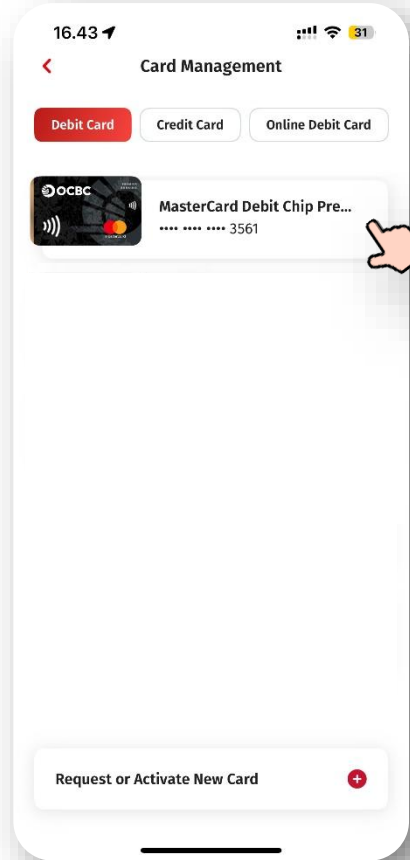 16.43
31
Card Management
Debit Card
Credit Card
Online Debit Card
OCBC
MasterCard Debit Chip Pre...
•••• •••• •••• 3561
Request or Activate New Card